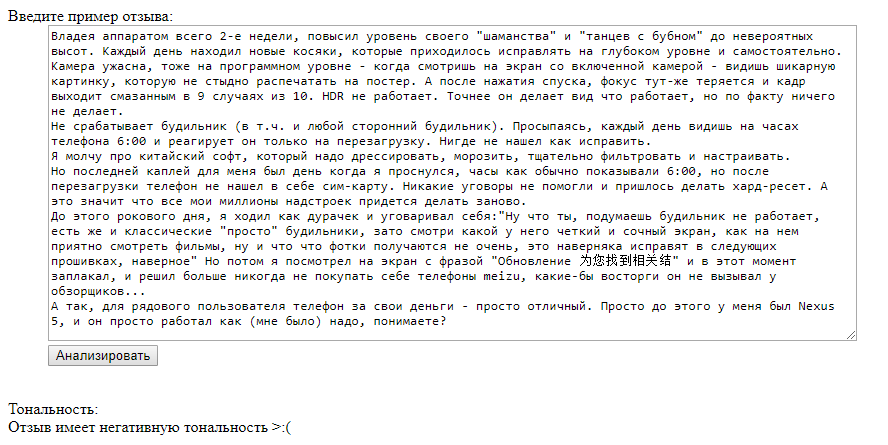 Введите пример отзыва:
Владея аппаратом всего 2-е недели, повысил уровень своего "шаманства" и "танцев с бубном" до невероятных
высот. Каждый день находил новые косяки, которые приходилось исправлять на глубоком уровне и самостоятельно.
Камера ужасна, тоже на программном уровне - когда смотришь на экран со включенной камерой - видишь шикарную
картинку, которую не стыдно распечатать на постер. А после нажатия спуска, фокус тут-же теряется и кадр
выходит смазанным в 9 случаях из 10. HDR не работает. Точнее он делает вид что работает, но по факту ничего
не делает.
Не срабатывает будильник (в т.ч. и любой сторонний будильник). Просыпаясь, каждый день видишь на часах
телефона 6:00 и реагирует он только на перезагрузку. Нигде не нашел как исправить.
Я молчу про китайский софт, который надо дрессировать, морозить, тщательно фильтровать и настраивать.
Но последней каплей для меня был день когда я проснулся, часы как обычно показывали 6:00, но после
перезагрузки телефон не нашел в себе сим-карту. Никакие уговоры не помогли и пришлось делать хард-ресет. А
это значит что все мои миллионы надстроек придется делать заново.
До этого рокового дня, я ходил как дурачек и уговаривал себя:"Ну что ты, подумаешь будильник не работает,
есть же и классические "просто" будильники, зато смотри какой у него четкий и сочный экран, как на нем
приятно смотреть фильмы, ну и что что фотки получаются не очень, это наверняка исправят в следующих
прошивках, наверное" Но потом я посмотрел на экран с фразой "Обновление 为您找到相关结" и в этот момент
заплакал, и решил больше никогда не покупать себе телефоны meizu, какие-бы восторги он не вызывал у
обзорщиков...
А так, для рядового пользователя телефон за свои деньги - просто отличный. Просто до этого у меня был Nexus
5, и он просто работал как (мне было) надо, понимаете?
Анализировать
Тональность:
Отзыв имеет негативную тональность >:(